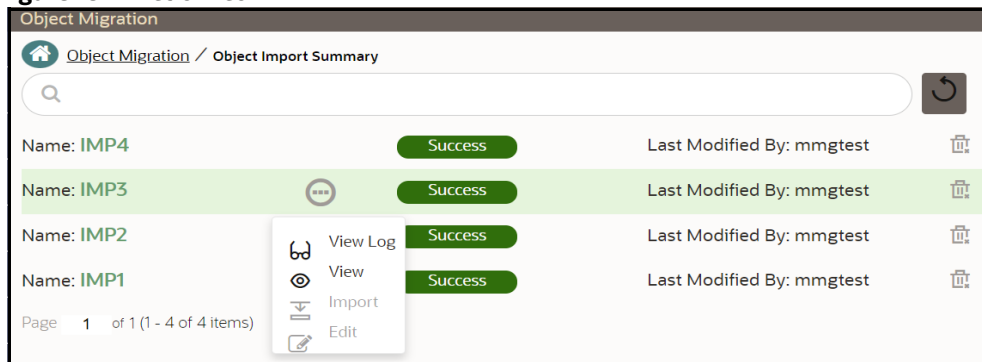 Object Migration
Object Migration / Object Import Summary
Name: IMP4 Success Last Modified By: mmgtest
Name: IMP3 Success Last Modified By: mmgtest
Name: IMP2 Success Last Modified By: mmgtest
Name: IMP1 Success Last Modified By: mmgtest
View Log
View
Import
Edit
Page 1 of 1 (1 - 4 of 4 items)